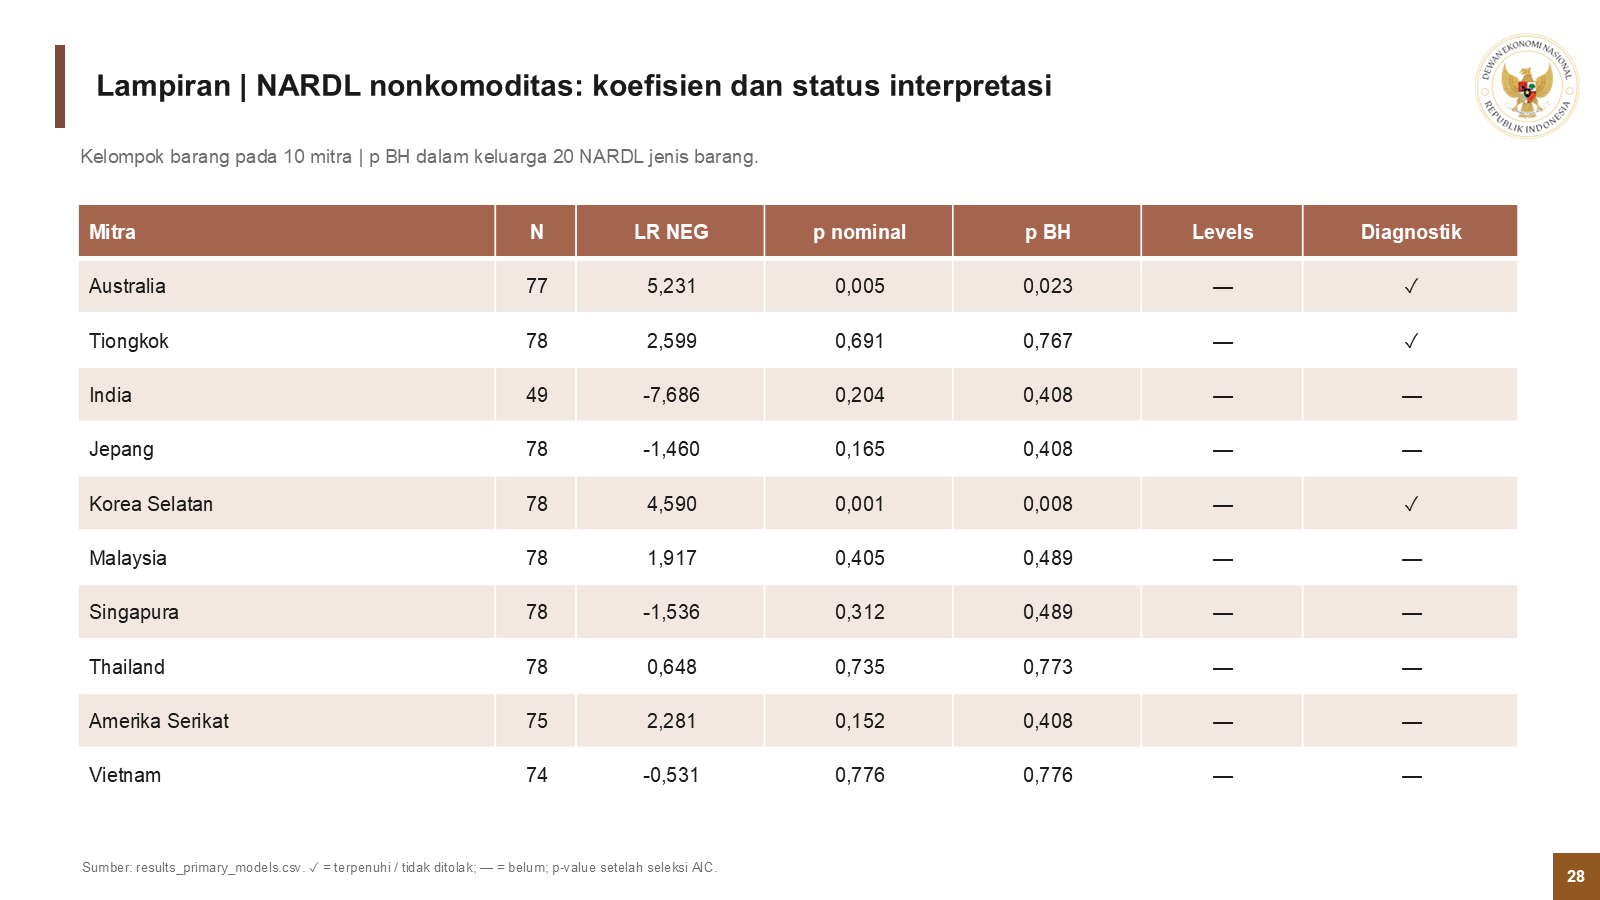 Lampiran | NARDL nonkomoditas: koefisien dan status interpretasi
DEWAN EKONOMI NASIONAL
REPUBLIK INDONESIA
Kelompok barang pada 10 mitra | p BH dalam keluarga 20 NARDL jenis barang.
Mitra N LR NEG p nominal p BH Levels Diagnostik
Australia 77 5,231 0,005 0,023 — ✓
Tiongkok 78 2,599 0,691 0,767 — ✓
India 49 -7,686 0,204 0,408 — —
Jepang 78 -1,460 0,165 0,408 — —
Korea Selatan 78 4,590 0,001 0,008 — ✓
Malaysia 78 1,917 0,405 0,489 — —
Singapura 78 -1,536 0,312 0,489 — —
Thailand 78 0,648 0,735 0,773 — —
Amerika Serikat 75 2,281 0,152 0,408 — —
Vietnam 74 -0,531 0,776 0,776 — —
Sumber: results_primary_models.csv. ✓ = terpenuhi / tidak ditolak; — = belum; p-value setelah seleksi AIC.
28